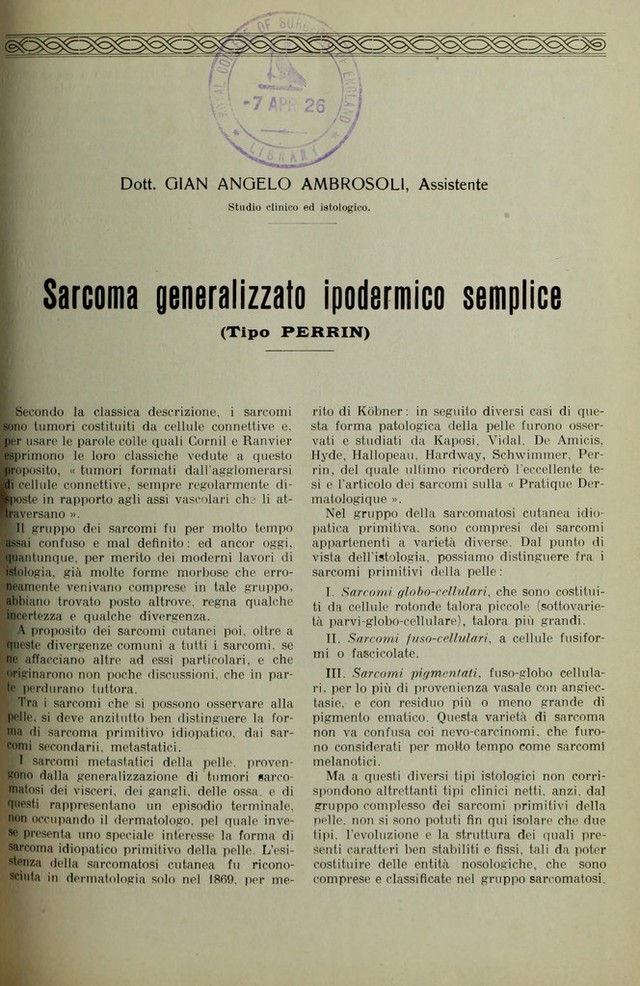 ROYAL COLLEGE OF SURGEONS OF ENGLAND
-7 APR 26
★ LIBRARY ★
Dott. GIAN ANGELO AMBROSOLI, Assistente
Studio clinico ed istologico.
Sarcoma generalizzato ipodermico semplice
(Tipo PERRIN)
Secondo la classica descrizione, i sarcomi
sono tumori costituiti da cellule connettive e,
per usare le parole colle quali Cornil e Ranvier
esprimono le loro classiche vedute a questo
proposito, « tumori formati dall'agglomerarsi
di cellule connettive, sempre regolarmente di-
sposte in rapporto agli assi vascolari che li at-
traversano ».
Il gruppo dei sarcomi fu per molto tempo
assai confuso e mal definito: ed ancor oggi,
quantunque, per merito dei moderni lavori di
istologia, già molte forme morbose che erro-
neamente venivano comprese in tale gruppo,
abbiano trovato posto altrove, regna qualche
incertezza e qualche divergenza.
A proposito dei sarcomi cutanei poi, oltre a
queste divergenze comuni a tutti i sarcomi, se
ne affacciano altre ad essi particolari, e che
originarono non poche discussioni, che in par-
te perdurano tuttora.
Tra i sarcomi che si possono osservare alla
pelle, si deve anzitutto ben distinguere la for-
ma di sarcoma primitivo idiopatico, dai sar-
comi secondarii, metastatici.
I sarcomi metastatici della pelle, proven-
gono dalla generalizzazione di tumori sarco-
matosi dei visceri, dei gangli, delle ossa, e di
questi rappresentano un episodio terminale,
non occupando il dermatologo, pel quale inve-
se presenta uno speciale interesse la forma di
sarcoma idiopatico primitivo della pelle. L'esi-
stenza della sarcomatosi cutanea fu ricono-
sciuta in dermatologia solo nel 1869, per me-
rito di Köbner: in seguito diversi casi di que-
sta forma patologica della pelle furono osser-
vati e studiati da Kaposi, Vidal, De Amicis,
Hyde, Hallopeau, Hardway, Schwimmer, Per-
rin, del quale ultimo ricorderò l'eccellente te-
si e l'articolo dei sarcomi sulla « Pratique Der-
matologique ».
Nel gruppo della sarcomatosi cutanea idio-
patica primitiva, sono compresi dei sarcomi
appartenenti a varietà diverse. Dal punto di
vista dell'istologia, possiamo distinguere fra i
sarcomi primitivi della pelle:
I. Sarcomi globo-cellulari, che sono costitui-
ti da cellule rotonde talora piccole (sottovarie-
tà parvi-globo-cellulare), talora più grandi.
II. Sarcomi fuso-cellulari, a cellule fusifor-
mi o fascicolate.
III. Sarcomi pigmentati, fuso-globo cellula-
ri, per lo più di provenienza vasale con angiec-
tasie, e con residuo più o meno grande di
pigmento ematico. Questa varietà di sarcoma
non va confusa coi nevo-carcinomi, che furo-
no considerati per molto tempo come sarcomi
melanotici.
Ma a questi diversi tipi istologici non corri-
spondono altrettanti tipi clinici netti, anzi, dal
gruppo complesso dei sarcomi primitivi della
pelle, non si sono potuti fin qui isolare che due
tipi, l'evoluzione e la struttura dei quali pre-
senti caratteri ben stabiliti e fissi, tali da poter
costituire delle entità nosologiche, che sono
comprese e classificate nel gruppo sarcomatosi.